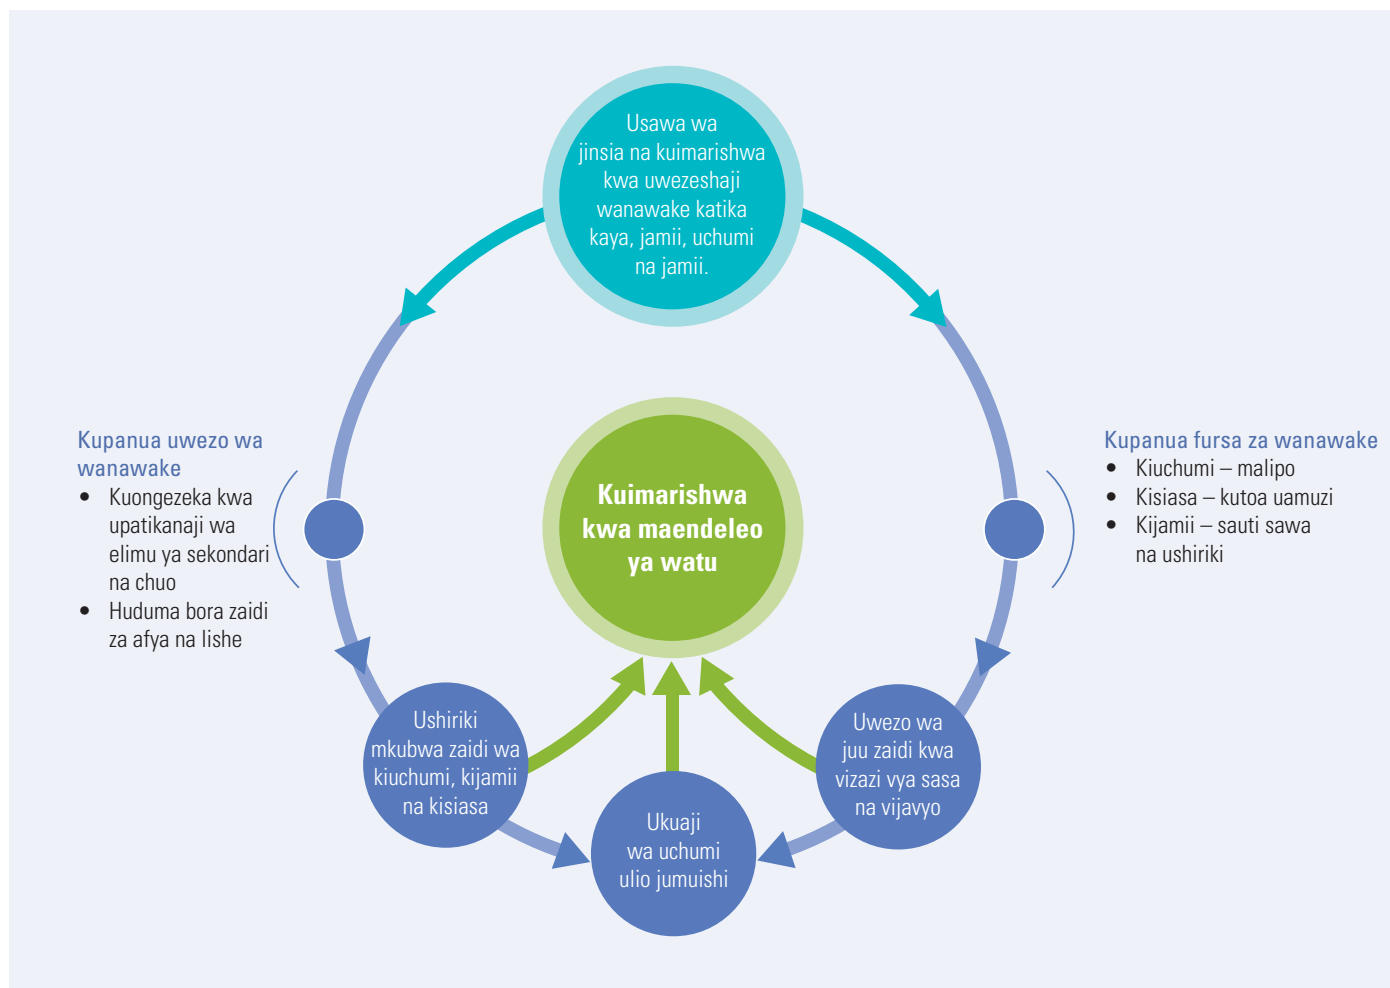 Usawa wa
jinsia na kuimarishwa
kwa uwezeshaji
wanawake katika
kaya, jamii, uchumi
na jamii.
Kupanua uwezo wa
wanawake
• Kuongezeka kwa
upatikanaji wa
elimu ya sekondari
na chuo
• Huduma bora zaidi
za afya na lishe
Kuimarishwa
kwa maendeleo
ya watu
Kupanua fursa za wanawake
• Kiuchumi – malipo
• Kisiasa – kutoa uamuzi
• Kijamii – sauti sawa
na ushiriki
Ushiriki
mkubwa zaidi wa
kiuchumi, kijamii
na kisiasa
Ukuaji
wa uchumi
ulio jumuishi
Uwezo wa
juu zaidi kwa
vizazi vya sasa
na vijavyo